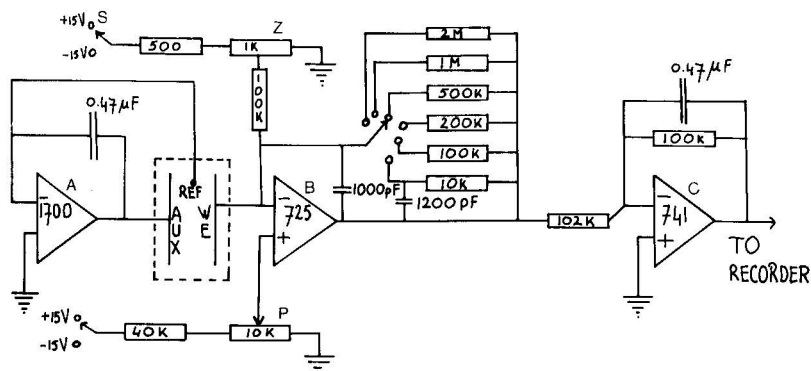 +15V
S
-15V
500
1K
Z
100K
2M
1M
500K
200K
100K
10K
1000pF
1200pF
0.47µF
A
-
1700
REF
AUX
WE
B
-
725
+
102K
0.47µF
100K
C
-
741
+
TO
RECORDER
+15V
-15V
40K
10K
P